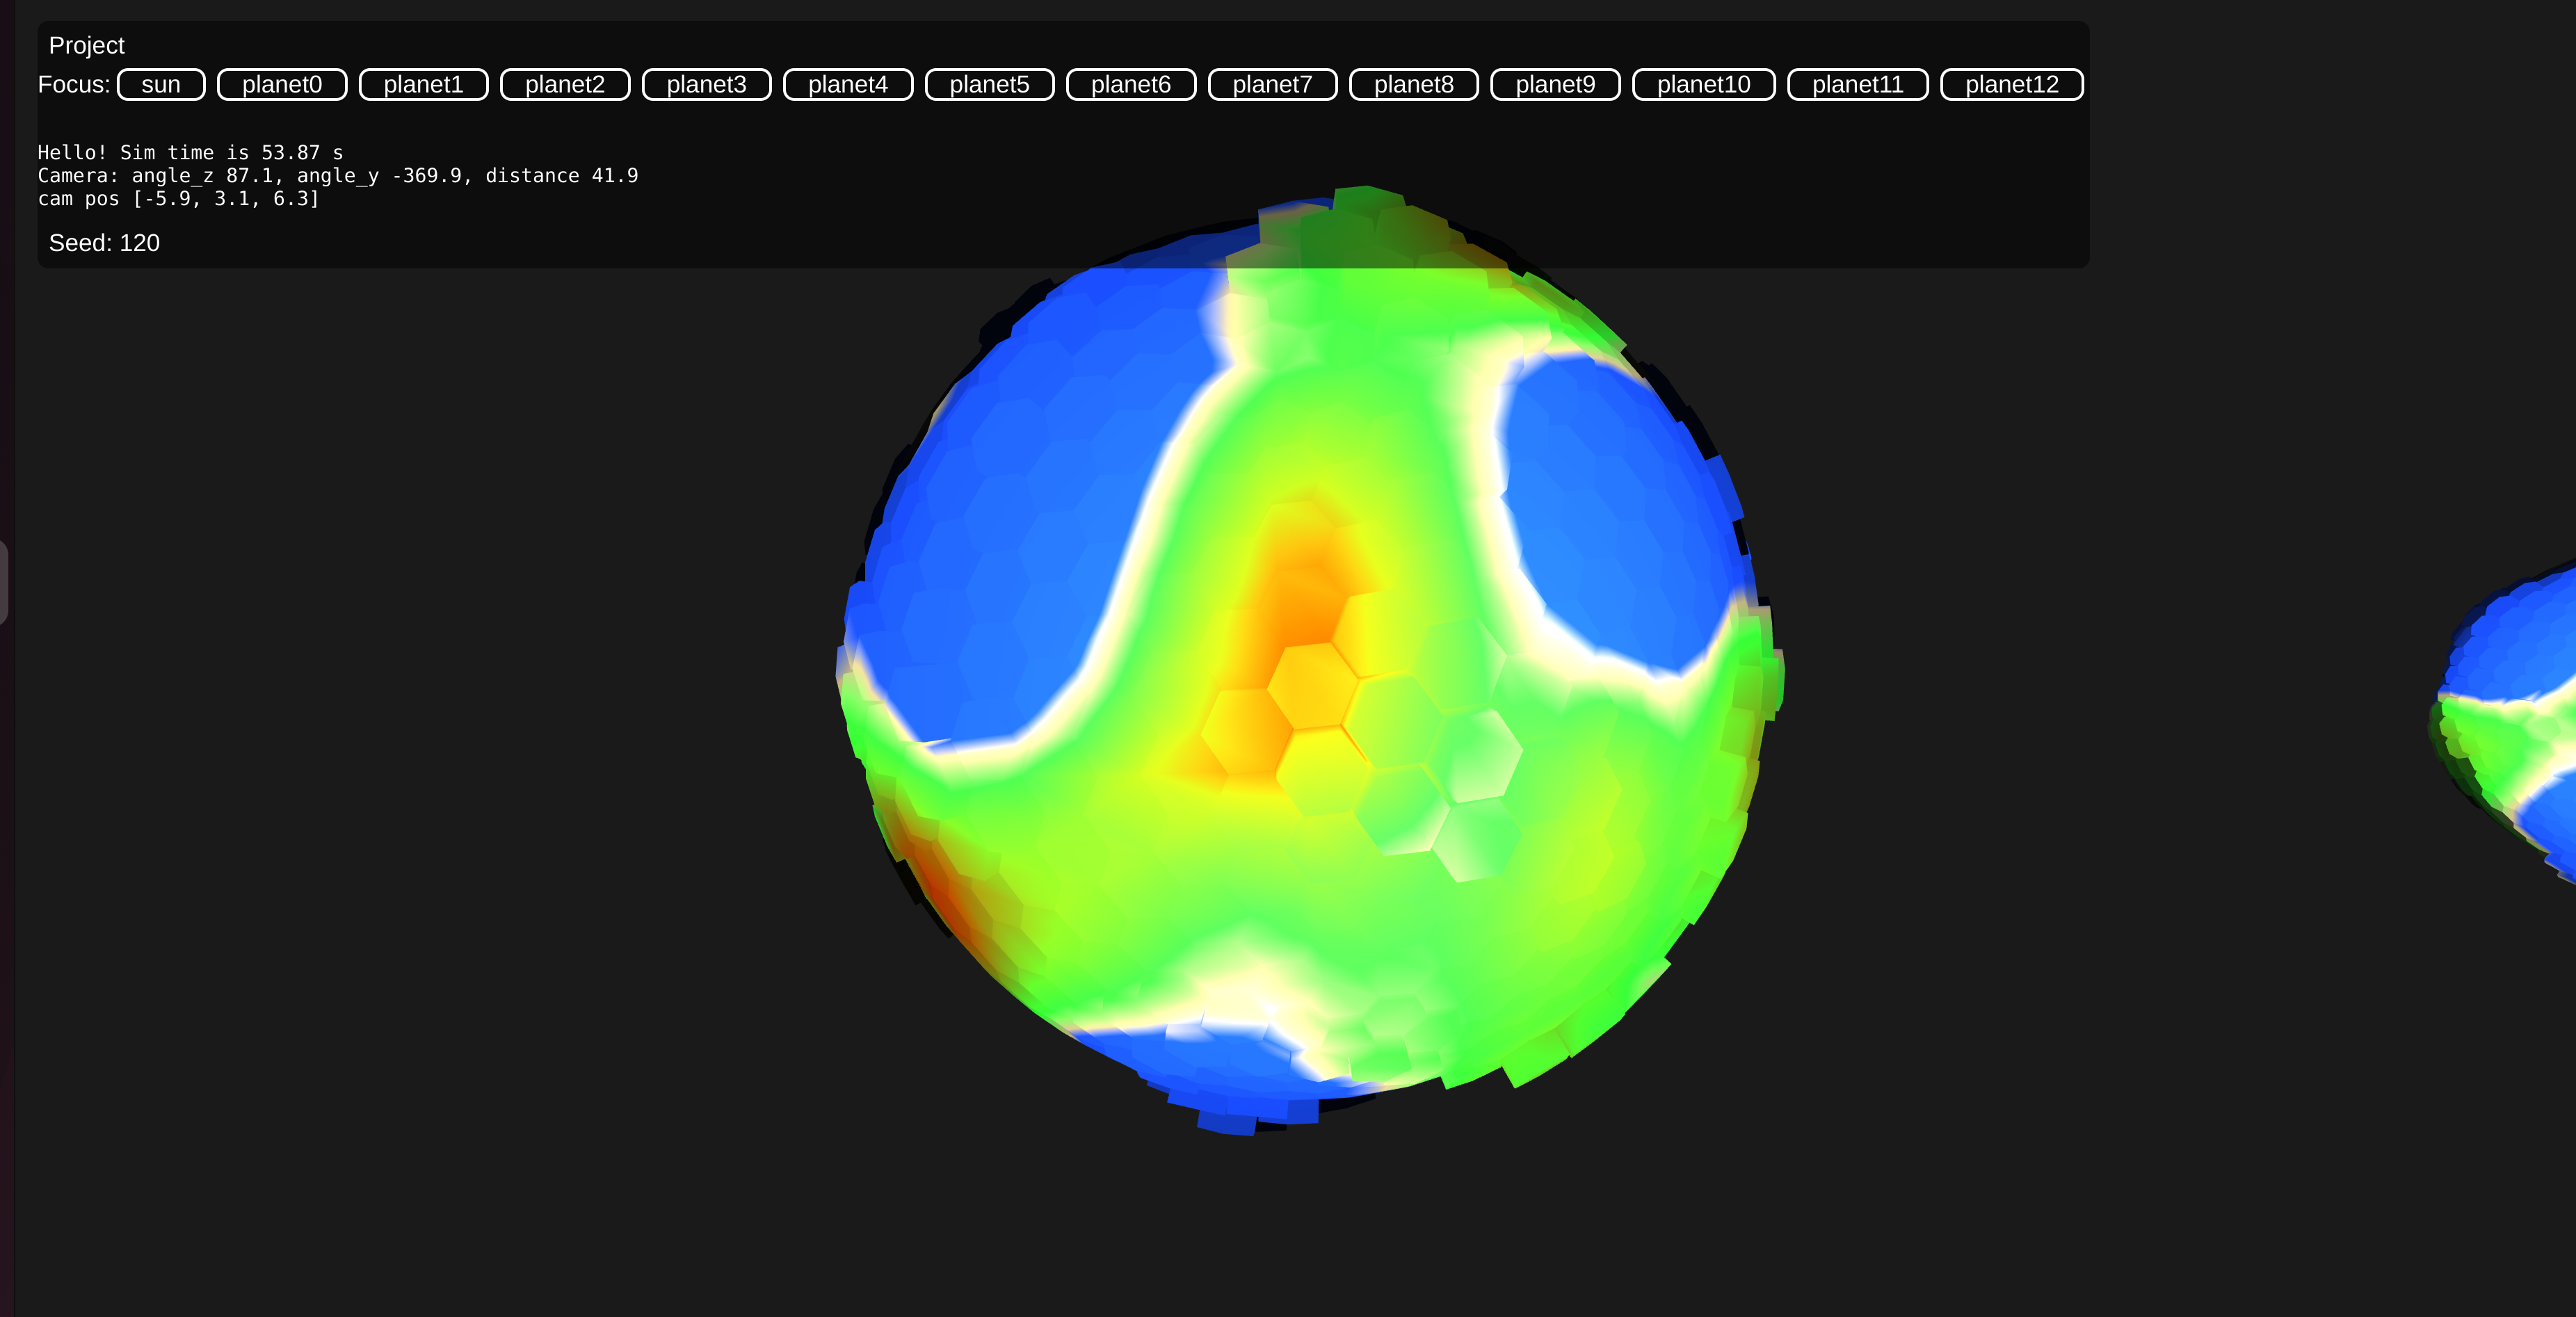 Project
Focus: sun planet0 planet1 planet2 planet3 planet4 planet5 planet6 planet7 planet8 planet9 planet10 planet11 planet12
Hello! Sim time is 53.87 s
Camera: angle_z 87.1, angle_y -369.9, distance 41.9
cam pos [-5.9, 3.1, 6.3]
Seed: 120